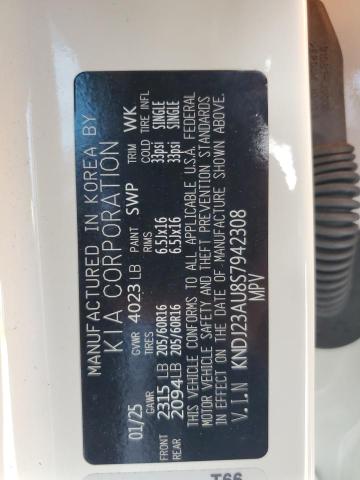 MANUFACTURED IN KOREA BY
KIA CORPORATION
01/25 GVWR 4023 LB PAINT SWP TRIM WK
GAWR TIRES RIMS COLD TIRE INFL
FRONT 2315 LB 205/60R16 6.5Jx16 33psi SINGLE
REAR 2094LB 205/60R16 6.5Jx16 33psi SINGLE
THIS VEHICLE CONFORMS TO ALL APPLICABLE U.S.A. FEDERAL
MOTOR VEHICLE SAFETY AND THEFT PREVENTION STANDARDS
IN EFFECT ON THE DATE OF MANUFACTURE SHOWN ABOVE.
V.I.N KNDJ23AU8S7942308
MPV
T66